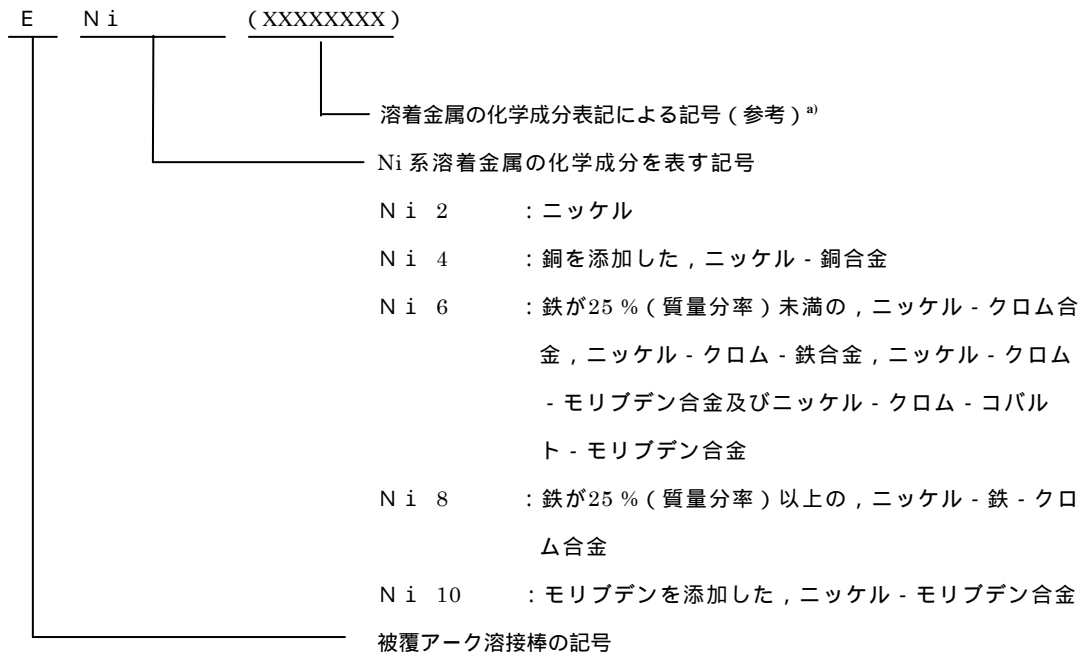 Ｅ　Ｎｉ　(XXXXXXXX)
溶着金属の化学成分表記による記号（参考）a)
Ni 系溶着金属の化学成分を表す記号
Ｎｉ 2　：ニッケル
Ｎｉ 4　：銅を添加した，ニッケル‐銅合金
Ｎｉ 6　：鉄が25 %（質量分率）未満の，ニッケル‐クロム合
金，ニッケル‐クロム‐鉄合金，ニッケル‐クロム
‐モリブデン合金及びニッケル‐クロム‐コバル
ト‐モリブデン合金
Ｎｉ 8　：鉄が25 %（質量分率）以上の，ニッケル‐鉄‐クロ
ム合金
Ｎｉ 10　：モリブデンを添加した，ニッケル‐モリブデン合金
被覆アーク溶接棒の記号